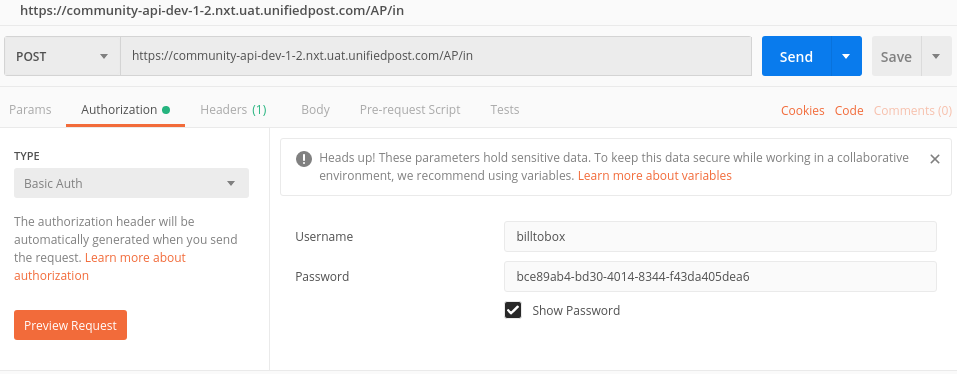 https://community-api-dev-1-2.nxt.uat.unifiedpost.com/AP/in
POST
https://community-api-dev-1-2.nxt.uat.unifiedpost.com/AP/in
Send
Save
Params
Authorization
Headers (1)
Body
Pre-request Script
Tests
Cookies
Code
Comments (0)
TYPE
Basic Auth
The authorization header will be
automatically generated when you send
the request. Learn more about
authorization
Preview Request
Heads up! These parameters hold sensitive data. To keep this data secure while working in a collaborative
environment, we recommend using variables. Learn more about variables
Username
billtobox
Password
bce89ab4-bd30-4014-8344-f43da405dea6
Show Password